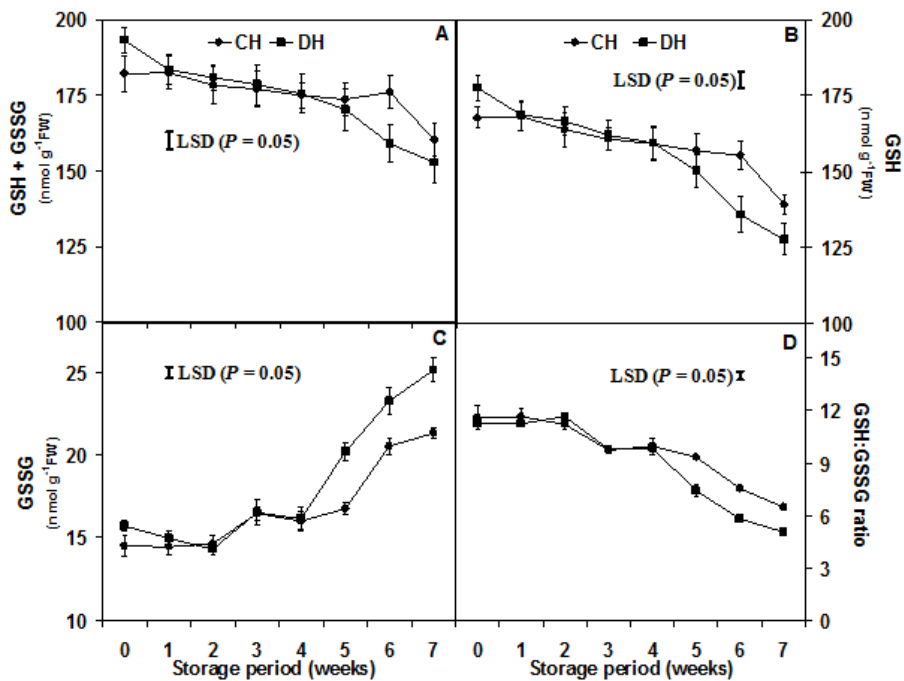 200
175
150
125
100
GSH + GSSG
(n mol g⁻¹FW)
CH DH
A
LSD (P = 0.05)
CH DH
B
LSD (P = 0.05)
200
175
150
125
100
GSH
(n mol g⁻¹FW)
25
20
15
10
GSSG
(n mol g⁻¹FW)
C
LSD (P = 0.05)
D
LSD (P = 0.05)
15
12
9
6
3
0
GSH:GSSG ratio
0 1 2 3 4 5 6 7
Storage period (weeks)
0 1 2 3 4 5 6 7
Storage period (weeks)